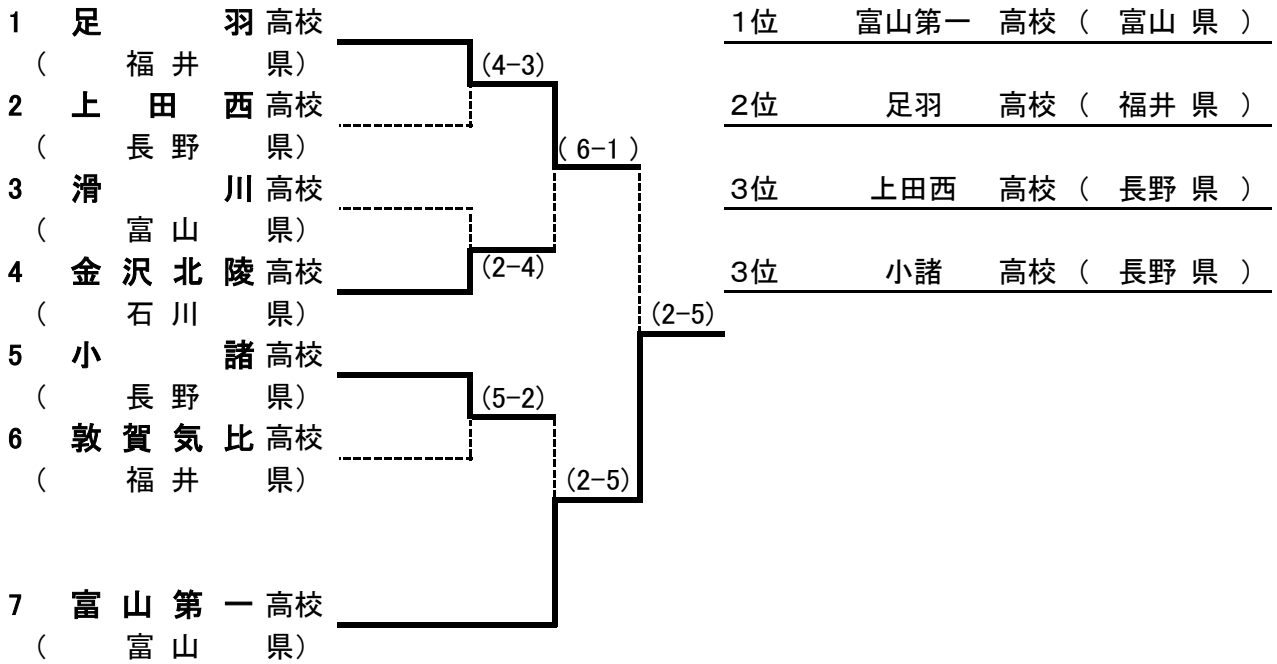 1 足 羽 高校
( 福 井 県)
2 上 田 西 高校
( 長 野 県)
3 滑 川 高校
( 富 山 県)
4 金 沢 北 陵 高校
( 石 川 県)
5 小 諸 高校
( 長 野 県)
6 敦 賀 気 比 高校
( 福 井 県)
7 富 山 第 一 高校
( 富 山 県)
(4-3)
(2-4)
(5-2)
( 6-1 )
(2-5)
(2-5)
1位 富山第一 高校 ( 富山 県 )
2位 足羽 高校 ( 福井 県 )
3位 上田西 高校 ( 長野 県 )
3位 小諸 高校 ( 長野 県 )